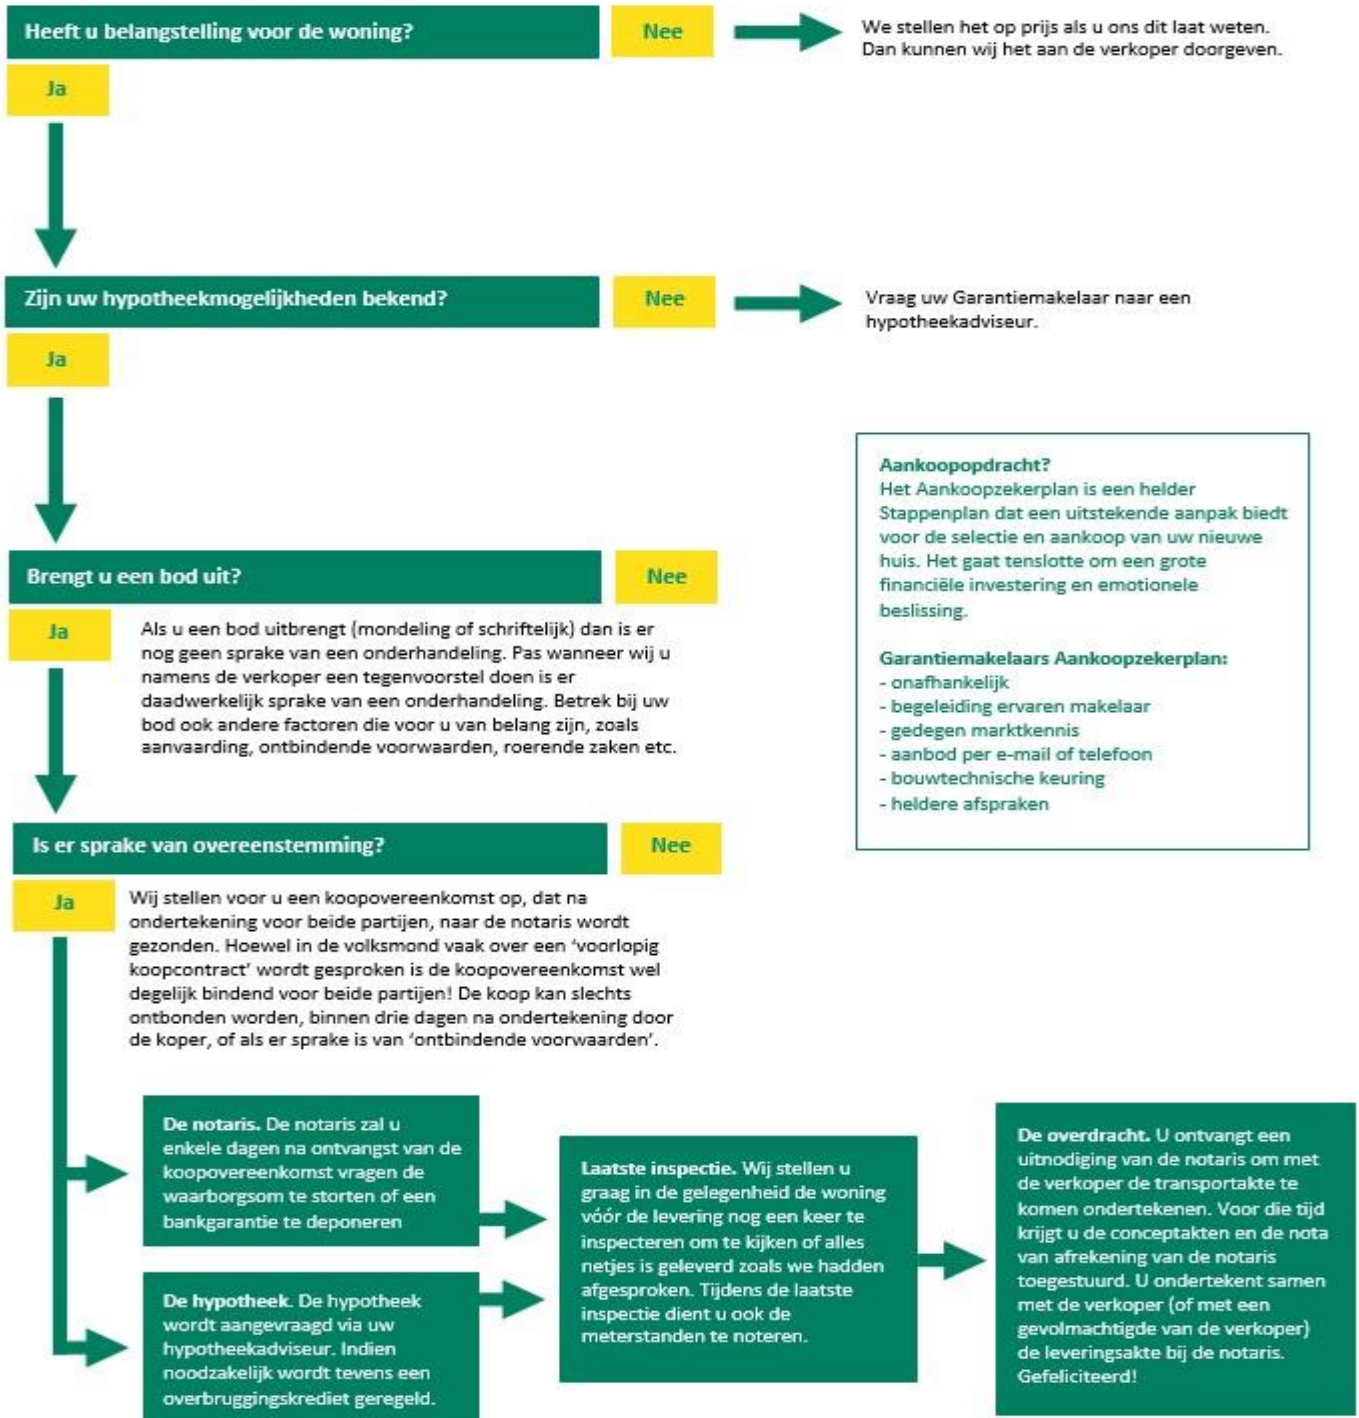 Heeft u belangstelling voor de woning?
Nee
We stellen het op prijs als u ons dit laat weten.
Dan kunnen wij het aan de verkoper doorgeven.
Ja
Zijn uw hypotheekmogelijkheden bekend?
Nee
Vraag uw Garantiemakelaar naar een
hypotheekadviseur.
Ja
Aankoopopdracht?
Het Aankoopzekerplan is een helder
Stappenplan dat een uitstekende aanpak biedt
voor de selectie en aankoop van uw nieuwe
huis. Het gaat tenslotte om een grote
financiële investering en emotionele
beslissing.
Garantiemakelaars Aankoopzekerplan:
- onafhankelijk
- begeleiding ervaren makelaar
- gedegen marktkennis
- aanbod per e-mail of telefoon
- bouwtechnische keuring
- heldere afspraken
Brengt u een bod uit?
Nee
Ja
Als u een bod uitbrengt (mondeling of schriftelijk) dan is er
nog geen sprake van een onderhandeling. Pas wanneer wij u
namens de verkoper een tegenvoorstel doen is er
daadwerkelijk sprake van een onderhandeling. Betrek bij uw
bod ook andere factoren die voor u van belang zijn, zoals
aanvaarding, ontbindende voorwaarden, roerende zaken etc.
Is er sprake van overeenstemming?
Nee
Ja
Wij stellen voor u een koopovereenkomst op, dat na
ondertekening voor beide partijen, naar de notaris wordt
gezonden. Hoewel in de volksmond vaak over een ‘voorlopig
koopcontract’ wordt gesproken is de koopovereenkomst wel
degelijk bindend voor beide partijen! De koop kan slechts
ontbonden worden, binnen drie dagen na ondertekening door
de koper, of als er sprake is van ‘ontbindende voorwaarden’.
De notaris. De notaris zal u
enkele dagen na ontvangst van de
koopovereenkomst vragen de
waarborgsom te storten of een
bankgarantie te deponeren
De hypotheek. De hypotheek
wordt aangevraagd via uw
hypotheekadviseur. Indien
noodzakelijk wordt tevens een
overbruggingskrediet geregeld.
Laatste inspectie. Wij stellen u
graag in de gelegenheid de woning
vóór de levering nog een keer te
inspecteren om te kijken of alles
netjes is geleverd zoals we hadden
afgesproken. Tijdens de laatste
inspectie dient u ook de
meterstanden te noteren.
De overdracht. U ontvangt een
uitnodiging van de notaris om met
de verkoper de transportakte te
komen ondertekenen. Voor die tijd
krijgt u de conceptakten en de nota
van afrekening van de notaris
toegestuurd. U ondertekent samen
met de verkoper (of met een
gevolmachtigde van de verkoper)
de leveringsakte bij de notaris.
Gefeliciteerd!